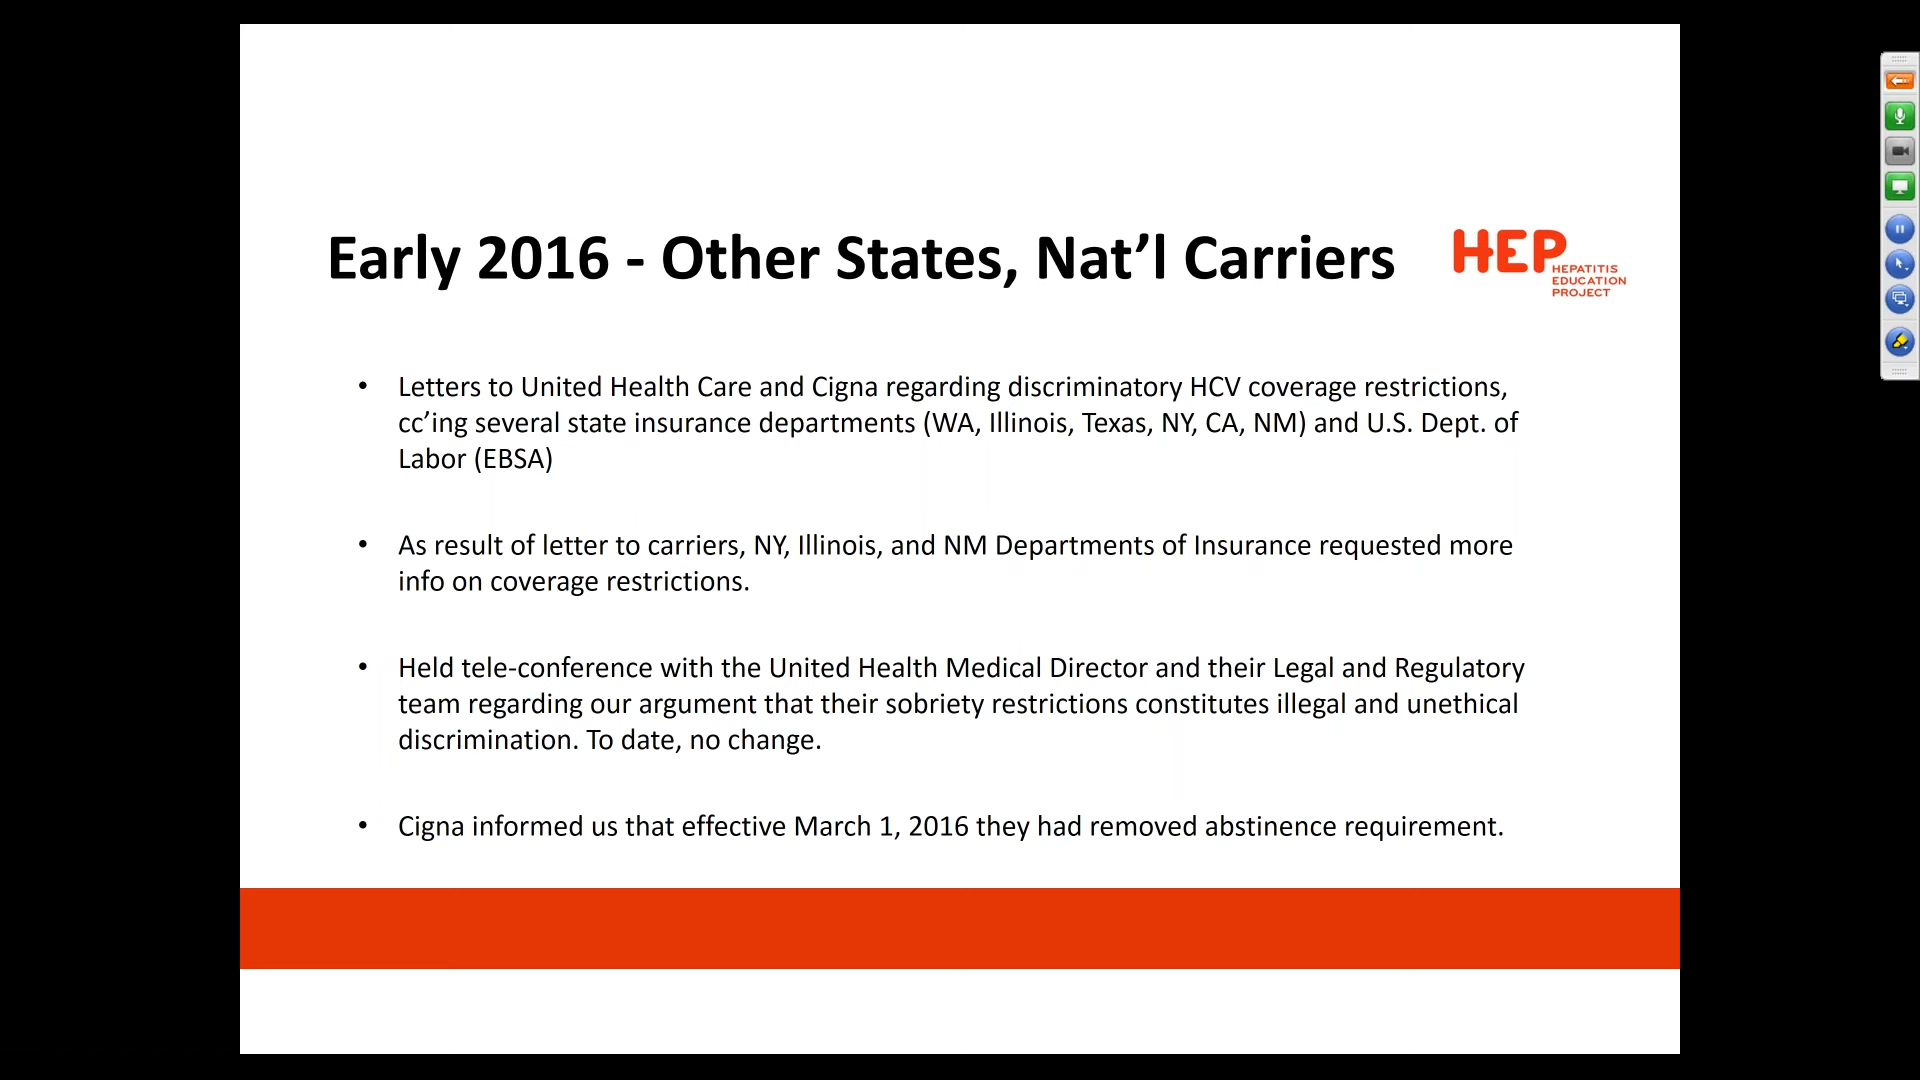 Early 2016 - Other States, Nat’l Carriers
HEP
HEPATITIS
EDUCATION
PROJECT
• Letters to United Health Care and Cigna regarding discriminatory HCV coverage restrictions,
cc’ing several state insurance departments (WA, Illinois, Texas, NY, CA, NM) and U.S. Dept. of
Labor (EBSA)
• As result of letter to carriers, NY, Illinois, and NM Departments of Insurance requested more
info on coverage restrictions.
• Held tele-conference with the United Health Medical Director and their Legal and Regulatory
team regarding our argument that their sobriety restrictions constitutes illegal and unethical
discrimination. To date, no change.
• Cigna informed us that effective March 1, 2016 they had removed abstinence requirement.